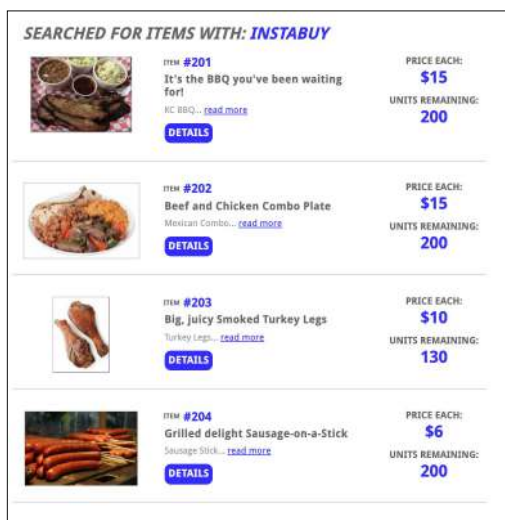 SEARCHED FOR ITEMS WITH: INSTABUY
ITEM #201
It's the BBQ you've been waiting
for!
KC BBQ... read more
DETAILS
PRICE EACH:
$15
UNITS REMAINING:
200
ITEM #202
Beef and Chicken Combo Plate
Mexican Combo... read more
DETAILS
PRICE EACH:
$15
UNITS REMAINING:
200
ITEM #203
Big, juicy Smoked Turkey Legs
Turkey Legs... read more
DETAILS
PRICE EACH:
$10
UNITS REMAINING:
130
ITEM #204
Grilled delight Sausage-on-a-Stick
Sausage Stick... read more
DETAILS
PRICE EACH:
$6
UNITS REMAINING:
200